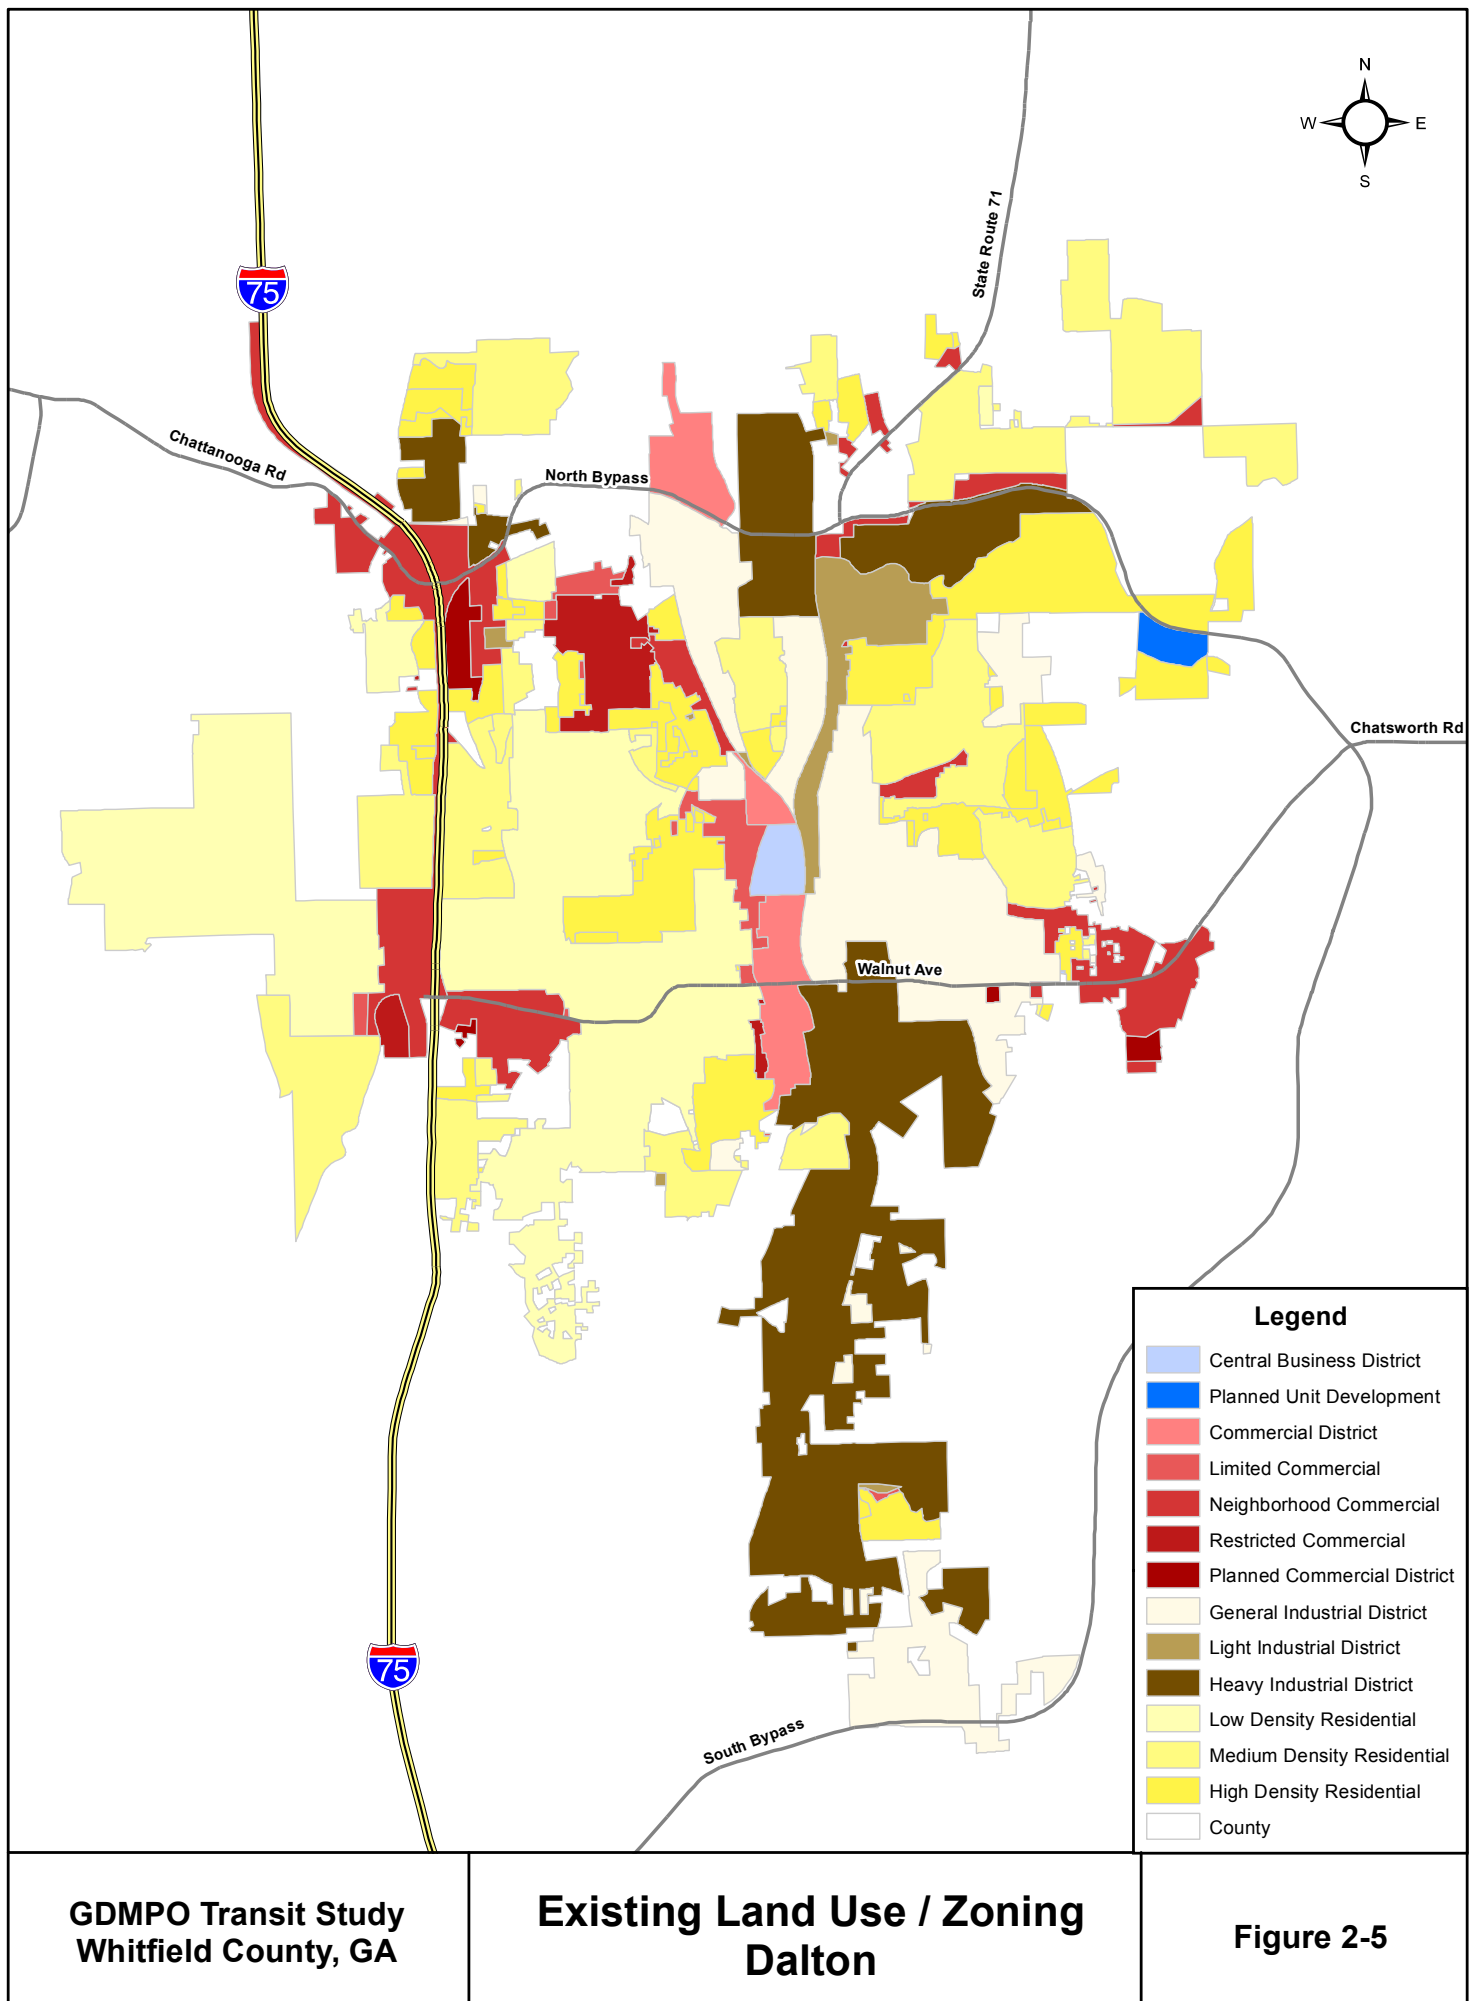 N
W E
S
State Route 71
75
Chattanooga Rd
North Bypass
Chatsworth Rd
Walnut Ave
Legend
Central Business District
Planned Unit Development
Commercial District
Limited Commercial
Neighborhood Commercial
Restricted Commercial
Planned Commercial District
General Industrial District
Light Industrial District
Heavy Industrial District
Low Density Residential
Medium Density Residential
High Density Residential
County
75
South Bypass
GDMPO Transit Study
Whitfield County, GA
Existing Land Use / Zoning
Dalton
Figure 2-5